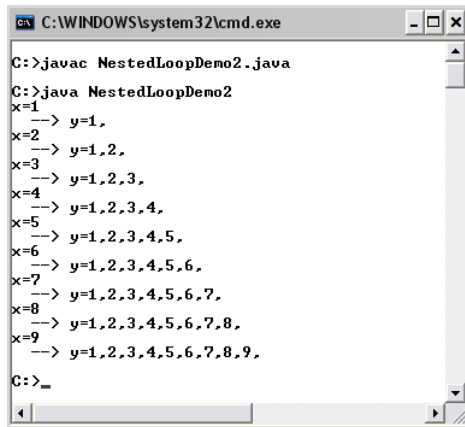 C:\WINDOWS\system32\cmd.exe
C:>javac NestedLoopDemo2.java
C:>java NestedLoopDemo2
x=1
--> y=1,
x=2
--> y=1,2,
x=3
--> y=1,2,3,
x=4
--> y=1,2,3,4,
x=5
--> y=1,2,3,4,5,
x=6
--> y=1,2,3,4,5,6,
x=7
--> y=1,2,3,4,5,6,7,
x=8
--> y=1,2,3,4,5,6,7,8,
x=9
--> y=1,2,3,4,5,6,7,8,9,
C:>_